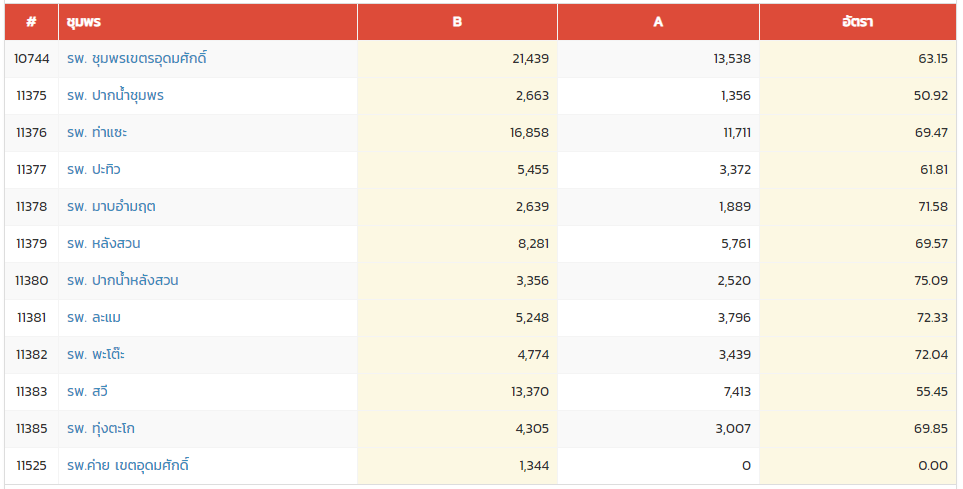 # ชุมพร B A อัตรา
10744 รพ. ชุมพรเขตรอุดมศักดิ์ 21,439 13,538 63.15
11375 รพ. ปากน้ำชุมพร 2,663 1,356 50.92
11376 รพ. ท่าแซะ 16,858 11,711 69.47
11377 รพ. ปะทิว 5,455 3,372 61.81
11378 รพ. มาบอำมฤต 2,639 1,889 71.58
11379 รพ. หลังสวน 8,281 5,761 69.57
11380 รพ. ปากน้ำหลังสวน 3,356 2,520 75.09
11381 รพ. ละแม 5,248 3,796 72.33
11382 รพ. พะโต๊ะ 4,774 3,439 72.04
11383 รพ. สวี 13,370 7,413 55.45
11385 รพ. ทุ่งตะโก 4,305 3,007 69.85
11525 รพ.ค่าย เขตอุดมศักดิ์ 1,344 0 0.00